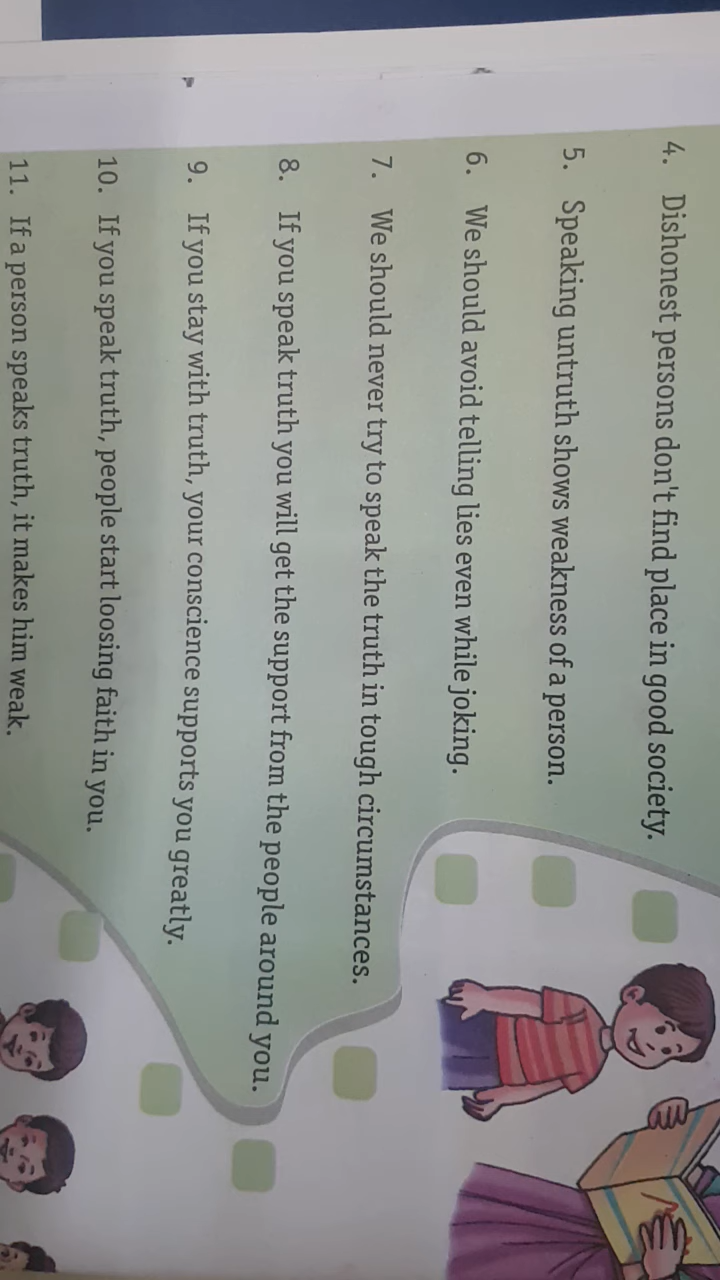 4. Dishonest persons don't find place in good society.
5. Speaking untruth shows weakness of a person.
6. We should avoid telling lies even while joking.
7. We should never try to speak the truth in tough circumstances.
8. If you speak truth you will get the support from the people around you.
9. If you stay with truth, your conscience supports you greatly.
10. If you speak truth, people start loosing faith in you.
11. If a person speaks truth, it makes him weak.